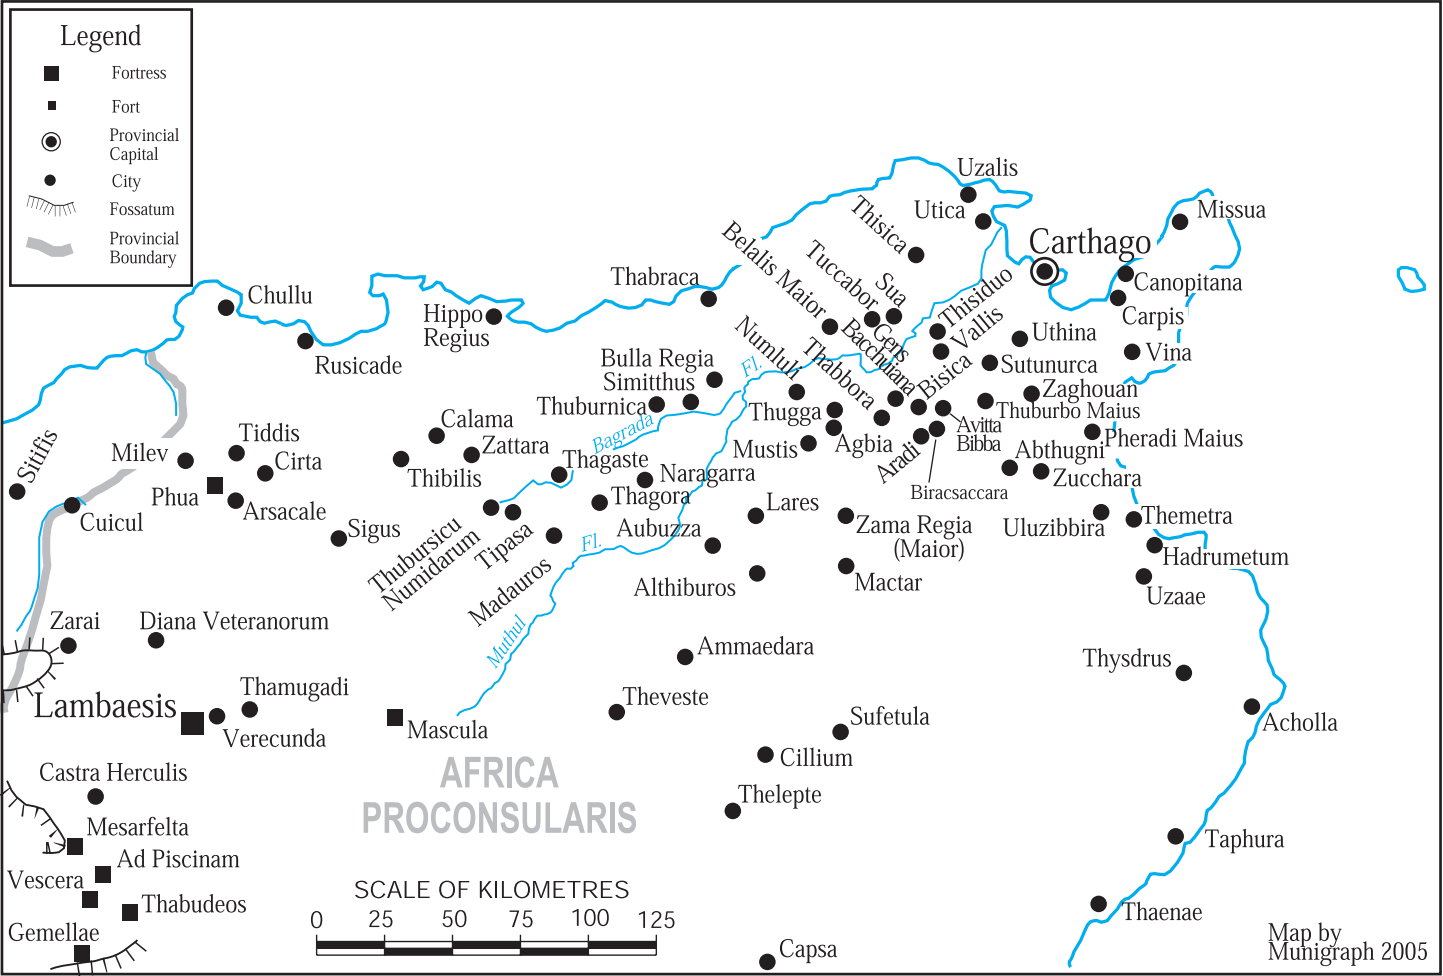 Legend
Fortress
Fort
Provincial
Capital
City
Fossatum
Provincial
Boundary
Uzalis
Utica
Missua
Thisica
Carthago
Belalis Maior
Tuccabor
Sua
Thabraca
Canopitana
Chullu
Thisiduo
Carpis
Hippo
Regius
Vallis
Uthina
Rusicade
Numluli
Bacchuiana
Gens
Bulla Regia
Simitthus
Fl.
Thabbora
Bisica
Sutunurca
Vina
Thuburnica
Zaghouan
Thugga
Thuburbo Maius
Calama
Bagrada
Avitta
Bibba
Tiddis
Zattara
Mustis
Agbia
Aradi
Abthugni
Pheradi Maius
Sitifis
Milev
Cirta
Thagaste
Thibilis
Naragarra
Zucchara
Phua
Biracsaccara
Cuicul
Arsacale
Thagora
Lares
Sigus
Thubursicu
Numidarum
Tipasa
Aubuzza
Zama Regia
(Maior)
Uluzibbira
Themetra
Fl.
Hadrumetum
Madauros
Althiburos
Mactar
Uzaae
Zarai
Diana Veteranorum
Muthul
Ammaedara
Thysdrus
Thamugadi
Lambaesis
Theveste
Verecunda
Mascula
Sufetula
Acholla
Cillium
AFRICA
PROCONSULARIS
Castra Herculis
Thelepte
Mesarfelta
Taphura
Ad Piscinam
Vescera
Thabudeos
SCALE OF KILOMETRES
0 25 50 75 100 125
Thaenae
Gemellae
Capsa
Map by
Munigraph 2005